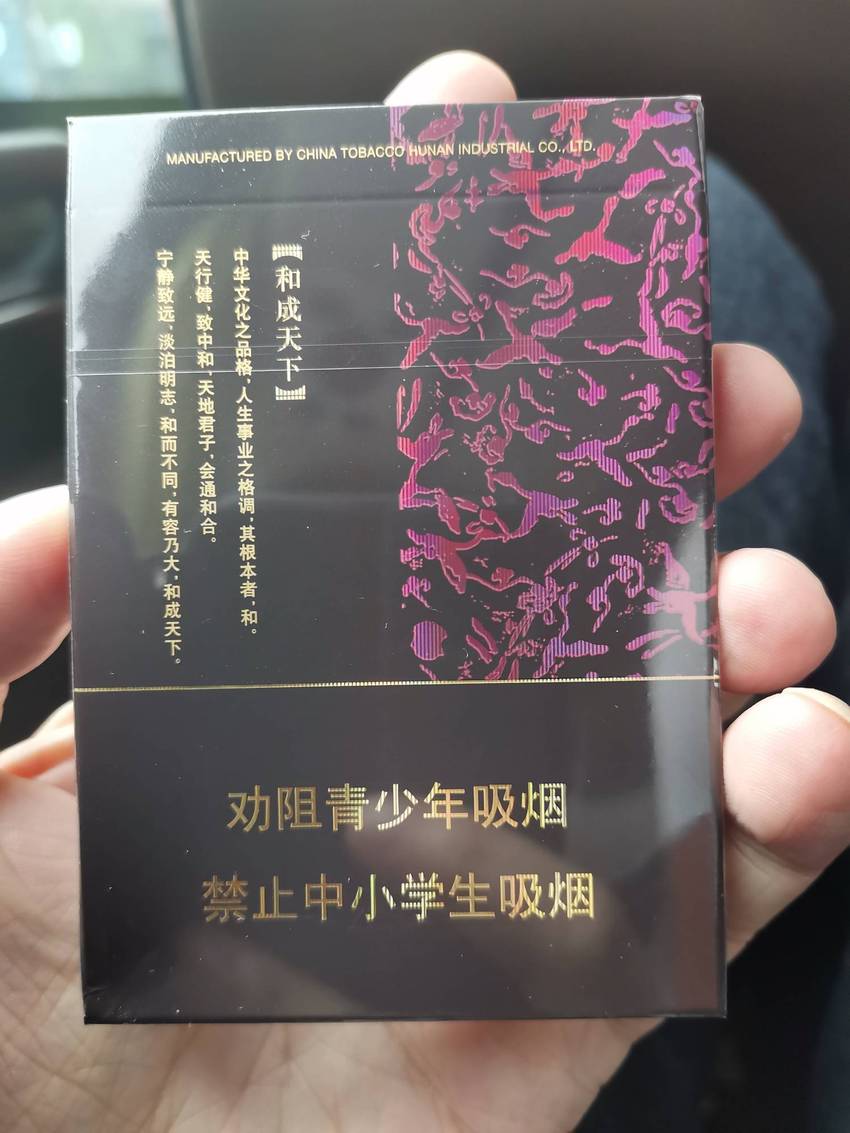 MANUFACTURED BY CHINA TOBACCO HUNAN INDUSTRIAL CO., LTD.
【和成天下】
中华文化之品格,人生事业之格调,其根本者,和。
天行健,致中和,天地君子,会通和合。
宁静致远,淡泊明志,和而不同,有容乃大,和成天下。
劝阻青少年吸烟
禁止中小学生吸烟